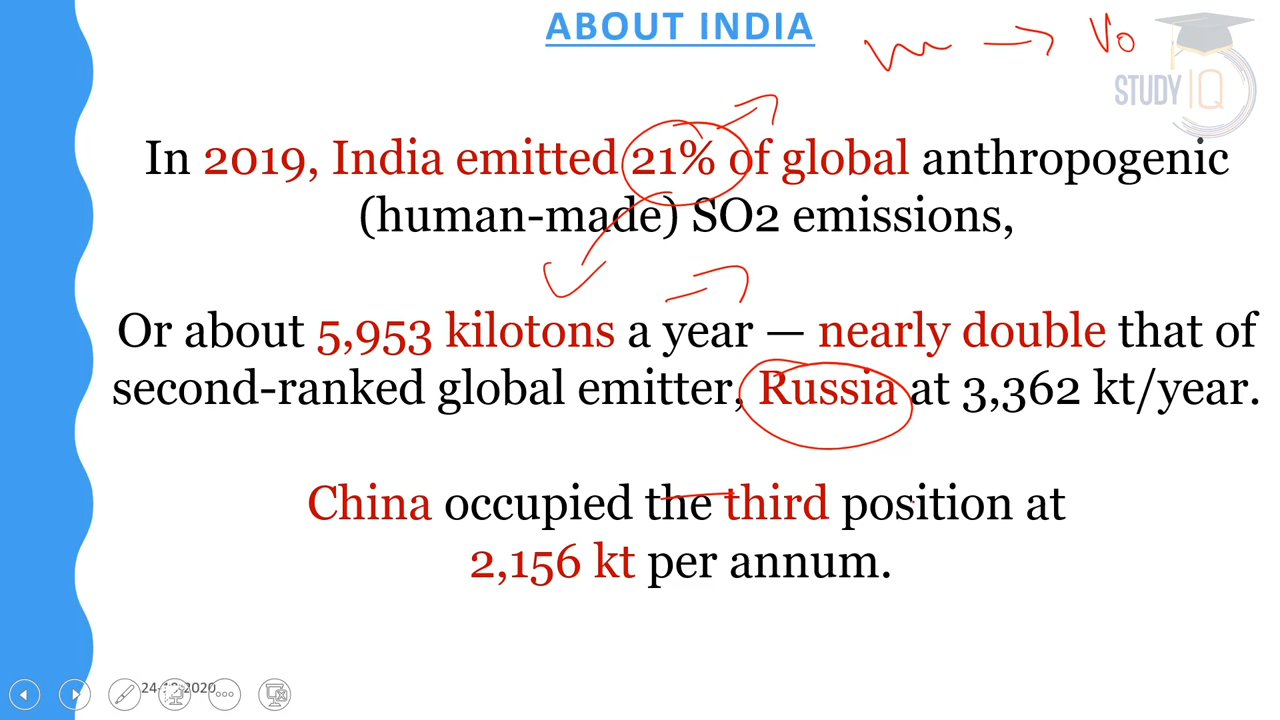 ABOUT INDIA
STUDY IQ
In 2019, India emitted 21% of global anthropogenic
(human-made) SO2 emissions,
Or about 5,953 kilotons a year — nearly double that of
second-ranked global emitter, Russia at 3,362 kt/year.
China occupied the third position at
2,156 kt per annum.